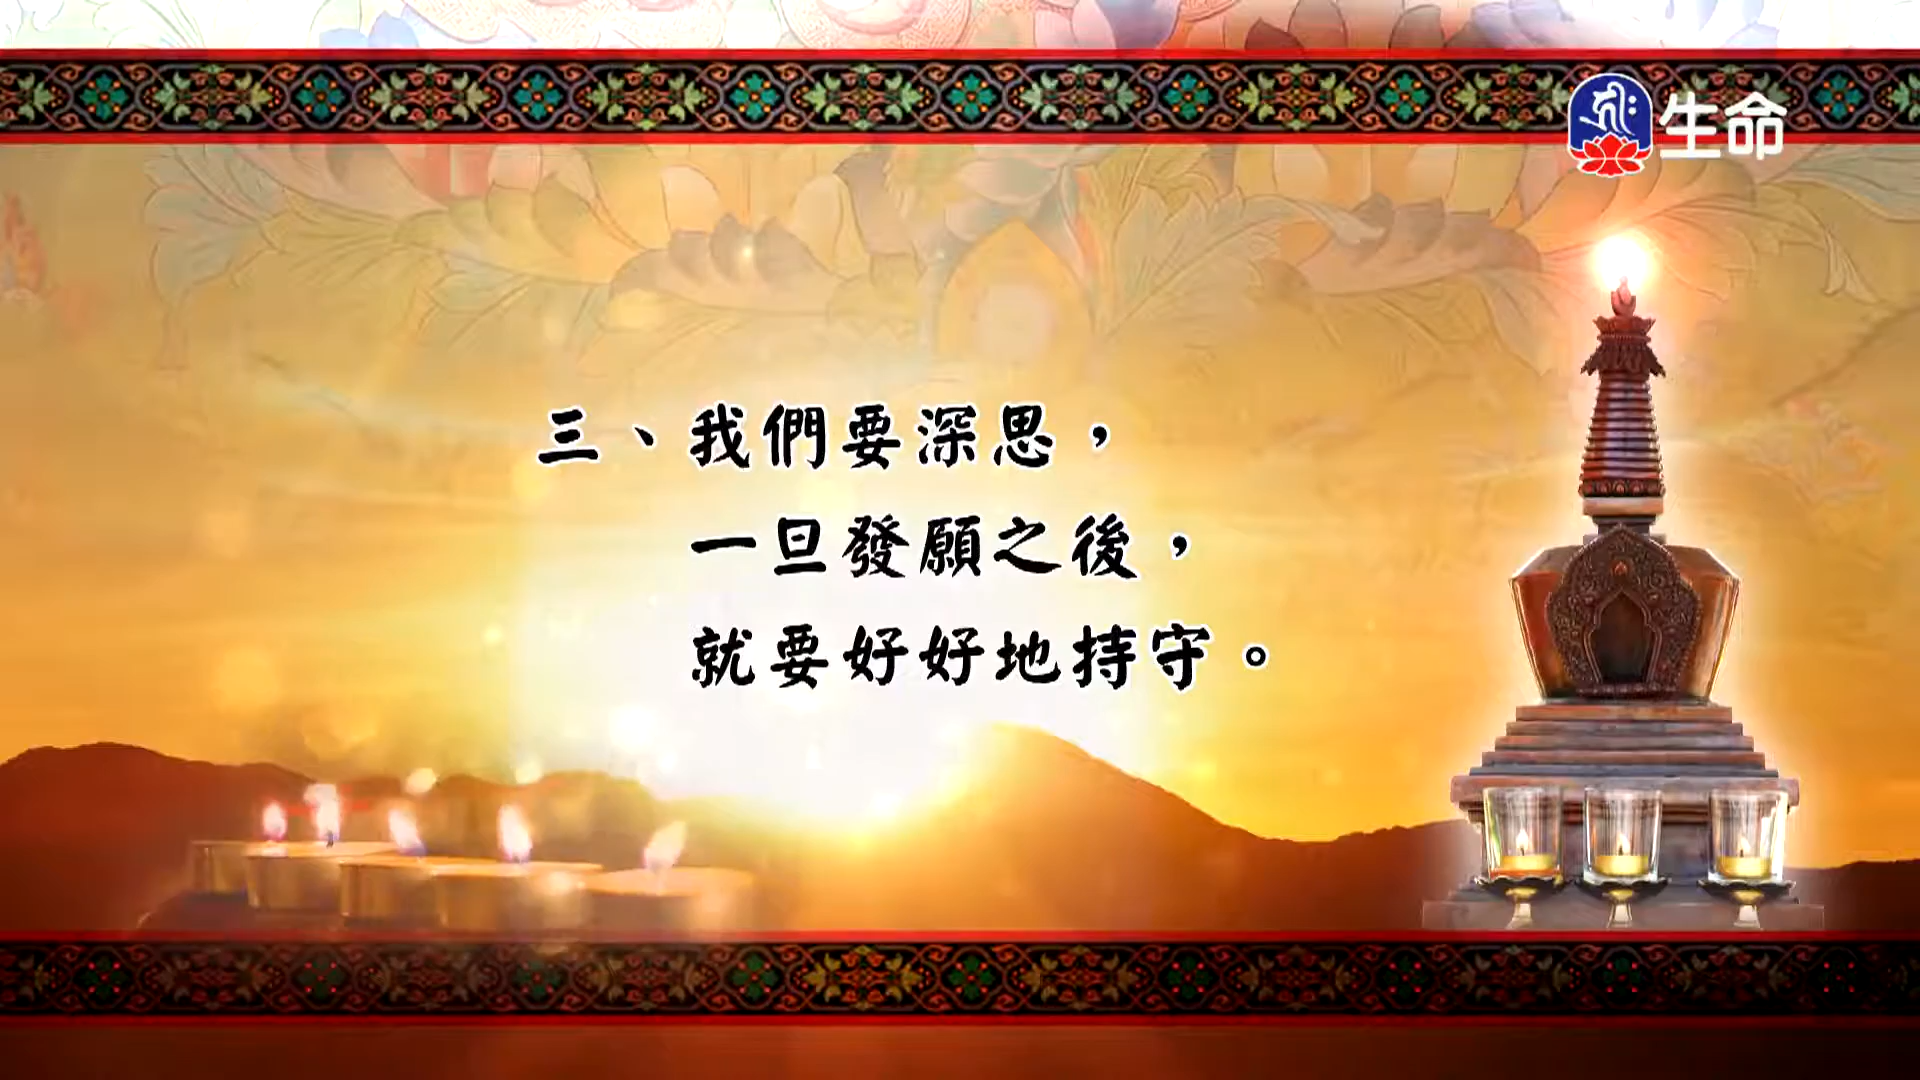 生命
三、我們要深思，
一旦發願之後，
就要好好地持守。